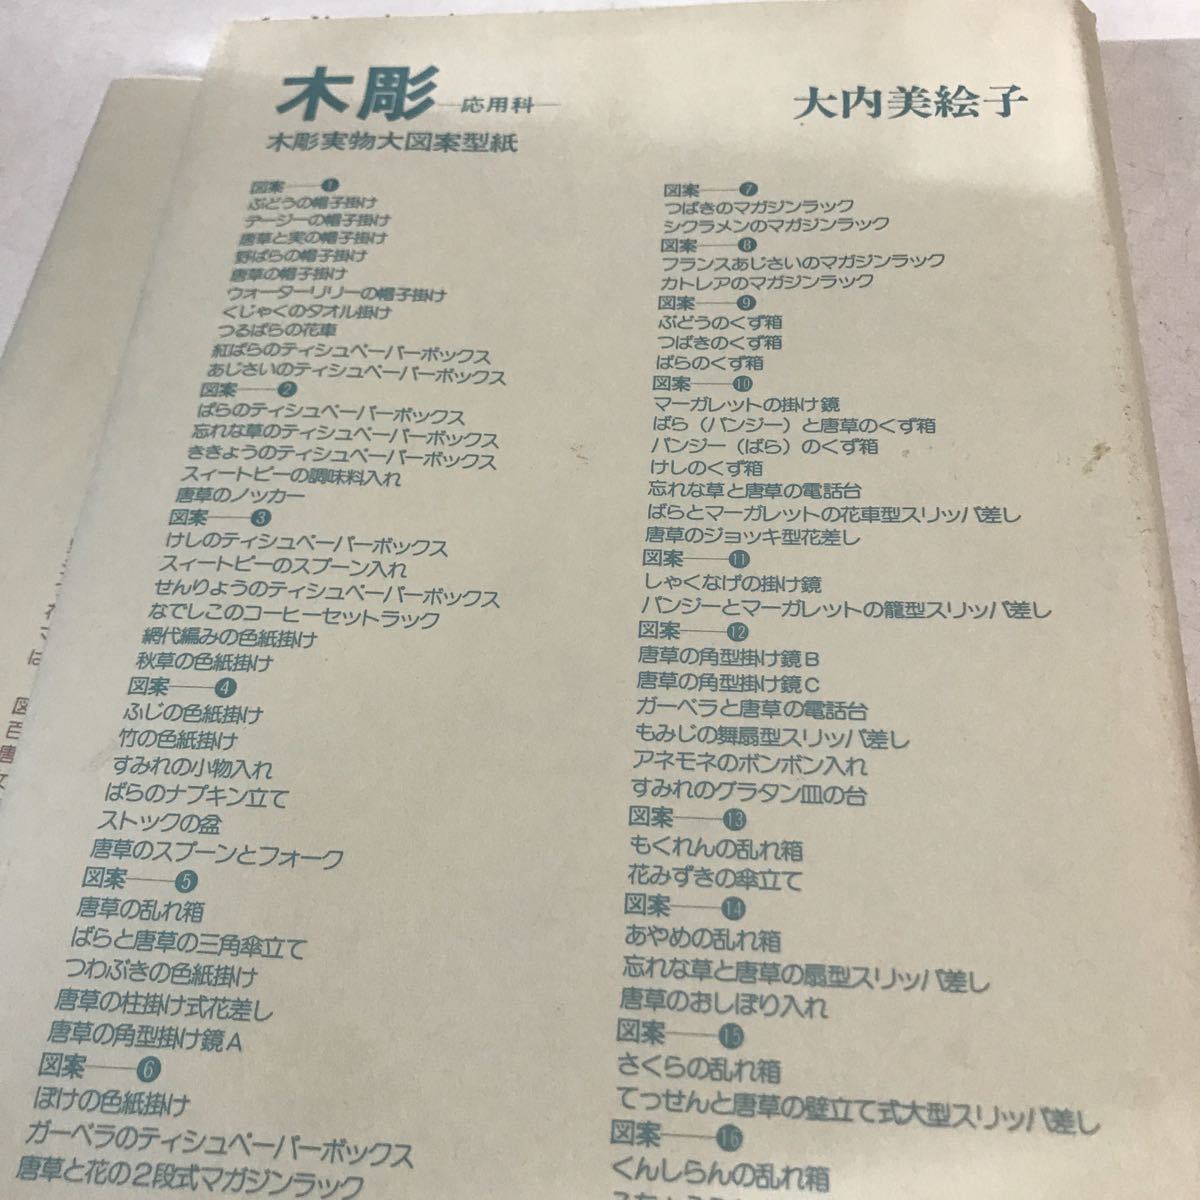 木彫―応用科―
大内美絵子
木彫実物大図案型紙
図案――1
ぶどうの帽子掛け
デージーの帽子掛け
唐草と実の帽子掛け
野ばらの帽子掛け
唐草の帽子掛け
ウォーターリリーの帽子掛け
くじゃくのタオル掛け
つるばらの花車
紅ばらのティシュペーパーボックス
あじさいのティシュペーパーボックス
図案――2
ばらのティシュペーパーボックス
忘れな草のティシュペーパーボックス
ききょうのティシュペーパーボックス
スィートピーの調味料入れ
唐草のノッカー
図案――3
けしのティシュペーパーボックス
スィートピーのスプーン入れ
せんりょうのティシュペーパーボックス
なでしこのコーヒーセットラック
網代編みの色紙掛け
秋草の色紙掛け
図案――4
ふじの色紙掛け
竹の色紙掛け
すみれの小物入れ
ばらのナプキン立て
ストックの盆
唐草のスプーンとフォーク
図案――5
唐草の乱れ箱
ばらと唐草の三角傘立て
つわぶきの色紙掛け
唐草の柱掛け式花差し
唐草の角型掛け鏡A
図案――6
ぼけの色紙掛け
ガーベラのティシュペーパーボックス
唐草と花の2段式マガジンラック
図案――7
つばきのマガジンラック
シクラメンのマガジンラック
図案――8
フランスあじさいのマガジンラック
カトレアのマガジンラック
図案――9
ぶどうのくず箱
つばきのくず箱
ばらのくず箱
図案――10
マーガレットの掛け鏡
ばら（パンジー）と唐草のくず箱
パンジー（ばら）のくず箱
けしのくず箱
忘れな草と唐草の電話台
ばらとマーガレットの花車型スリッパ差し
唐草のジョッキ型花差し
図案――11
しゃくなげの掛け鏡
パンジーとマーガレットの籠型スリッパ差し
図案――12
唐草の角型掛け鏡B
唐草の角型掛け鏡C
ガーベラと唐草の電話台
もみじの舞扇型スリッパ差し
アネモネのボンボン入れ
すみれのグラタン皿の台
図案――13
もくれんの乱れ箱
花みずきの傘立て
図案――14
あやめの乱れ箱
忘れな草と唐草の扇型スリッパ差し
唐草のおしぼり入れ
図案――15
さくらの乱れ箱
てっせんと唐草の壁立て式大型スリッパ差し
図案――16
くんしらんの乱れ箱